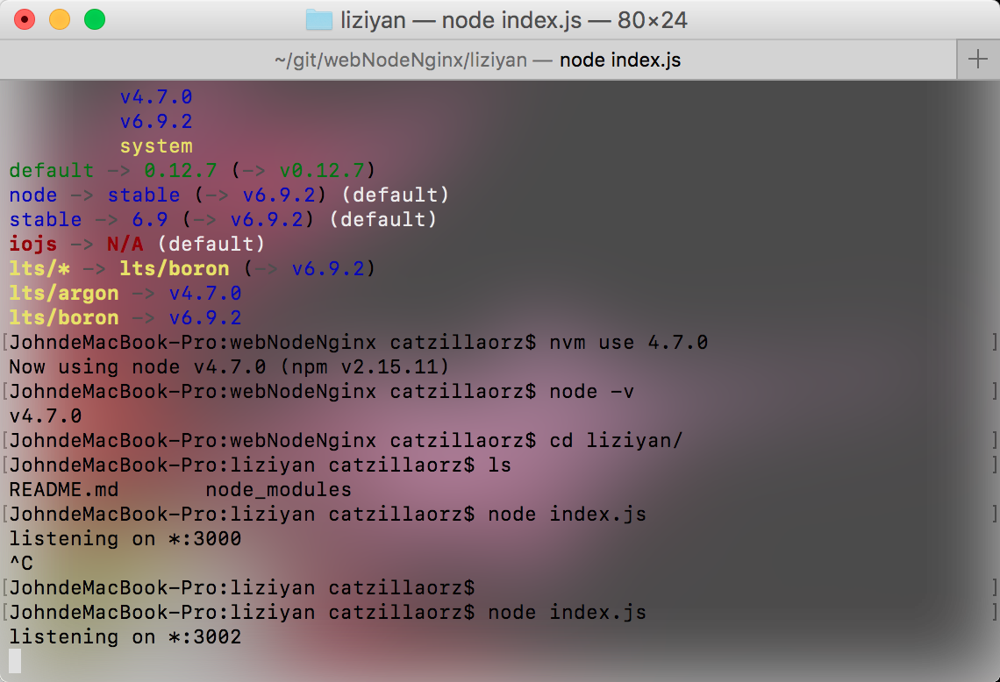 liziyan — node index.js — 80×24
~/git/webNodeNginx/liziyan — node index.js
v4.7.0
v6.9.2
system
default -> 0.12.7 (-> v0.12.7)
node -> stable (-> v6.9.2) (default)
stable -> 6.9 (-> v6.9.2) (default)
iojs -> N/A (default)
lts/* -> lts/boron (-> v6.9.2)
lts/argon -> v4.7.0
lts/boron -> v6.9.2
[JohndeMacBook-Pro:webNodeNginx catzillaorz$ nvm use 4.7.0 ]
Now using node v4.7.0 (npm v2.15.11)
[JohndeMacBook-Pro:webNodeNginx catzillaorz$ node -v ]
v4.7.0
[JohndeMacBook-Pro:webNodeNginx catzillaorz$ cd liziyan/ ]
[JohndeMacBook-Pro:liziyan catzillaorz$ ls ]
README.md node_modules
[JohndeMacBook-Pro:liziyan catzillaorz$ node index.js ]
listening on *:3000
^C
[JohndeMacBook-Pro:liziyan catzillaorz$ ]
[JohndeMacBook-Pro:liziyan catzillaorz$ node index.js ]
listening on *:3002